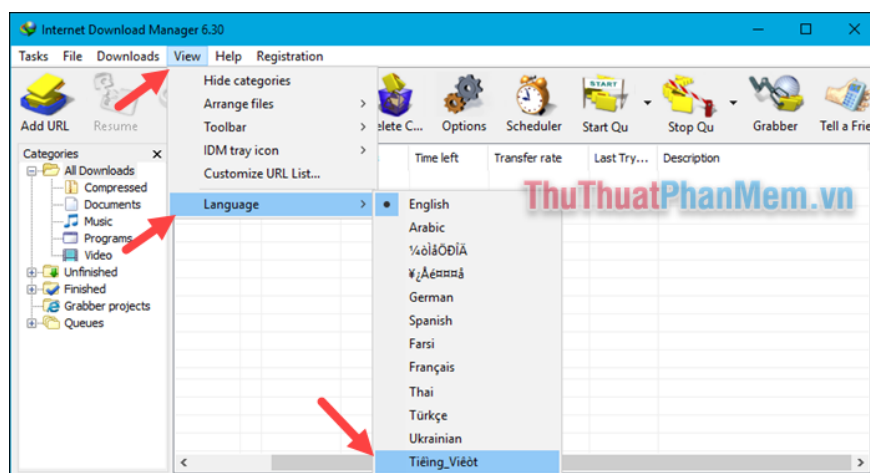 Internet Download Manager 6.30
Tasks File Downloads View Help Registration
Add URL Resume elete C... Options Scheduler Start Qu Stop Qu Grabber Tell a Frie
START
Hide categories
Arrange files
Toolbar
IDM tray icon
Customize URL List...
Language
Categories
All Downloads
Compressed
Documents
Music
Programs
Video
Unfinished
Finished
Grabber projects
Queues
Time left Transfer rate Last Try... Description
ThuThuatPhanMem.vn
English
Arabic
¼òÌåÖÐÎÄ
¥¿Åé¤¤¤å
German
Spanish
Farsi
Français
Thai
Türkçe
Ukrainian
Tiêìng_Viêòt